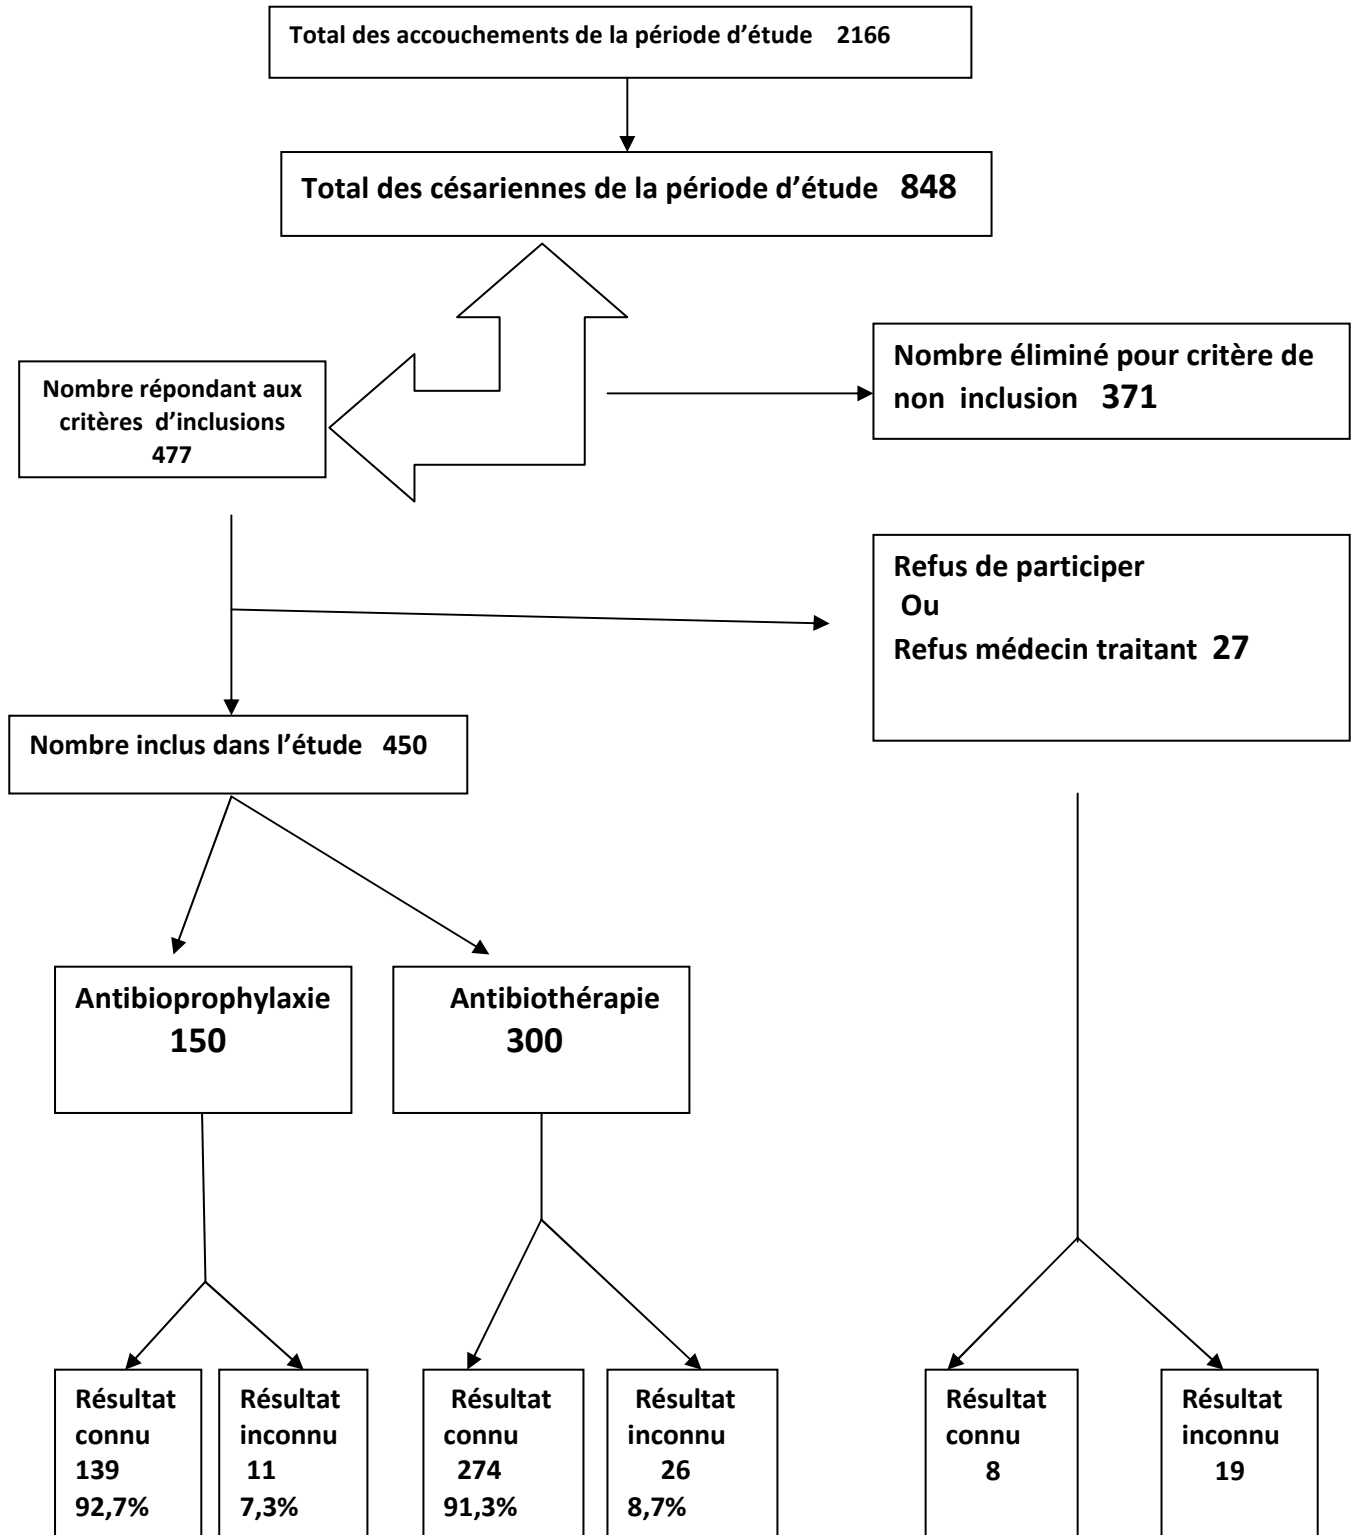 Total des accouchements de la période d’étude 2166
Total des césariennes de la période d’étude 848
Nombre répondant aux
critères d’inclusions
477
Nombre éliminé pour critère de
non inclusion 371
Refus de participer
Ou
Refus médecin traitant 27
Nombre inclus dans l’étude 450
Antibioprophylaxie
150
Antibiothérapie
300
Résultat
connu
139
92,7%
Résultat
inconnu
11
7,3%
Résultat
connu
274
91,3%
Résultat
inconnu
26
8,7%
Résultat
connu
8
Résultat
inconnu
19